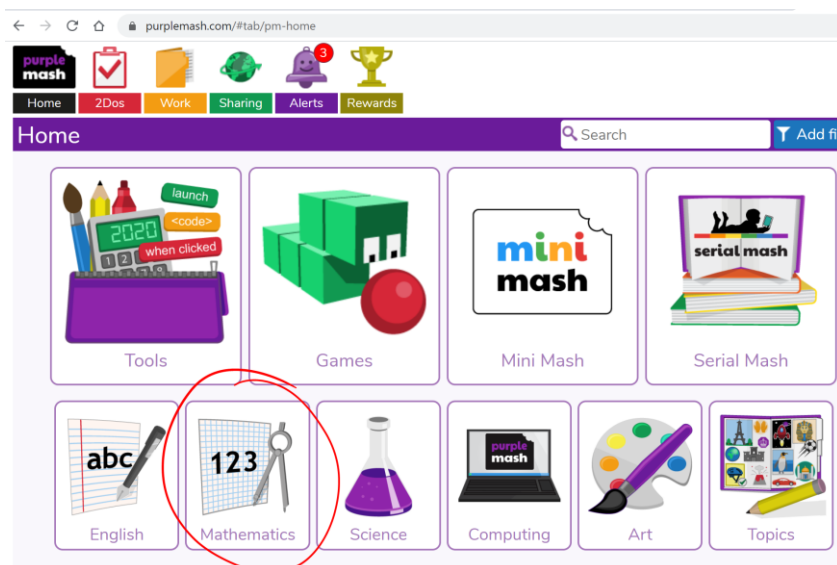 purplemash.com/#tab/pm-home
purple
mash
3
Home 2Dos Work Sharing Alerts Rewards
Home Search Add fi
launch
2020 <code>
when clicked
1 2
mini
mash
serial mash
Tools Games Mini Mash Serial Mash
abc 123 purple
mash
English Mathematics Science Computing Art Topics